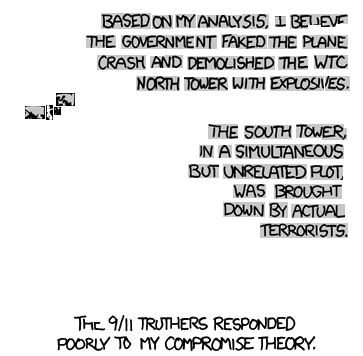 BASED ON MY ANALYSIS, I BELIEVE
THE GOVERNMENT FAKED THE PLANE
CRASH AND DEMOLISHED THE WTC
NORTH TOWER WITH EXPLOSIVES.
THE SOUTH TOWER,
IN A SIMULTANEOUS
BUT UNRELATED PLOT,
WAS BROUGHT
DOWN BY ACTUAL
TERRORISTS.
THE 9/11 TRUTHERS RESPONDED
POORLY TO MY COMPROMISE THEORY.